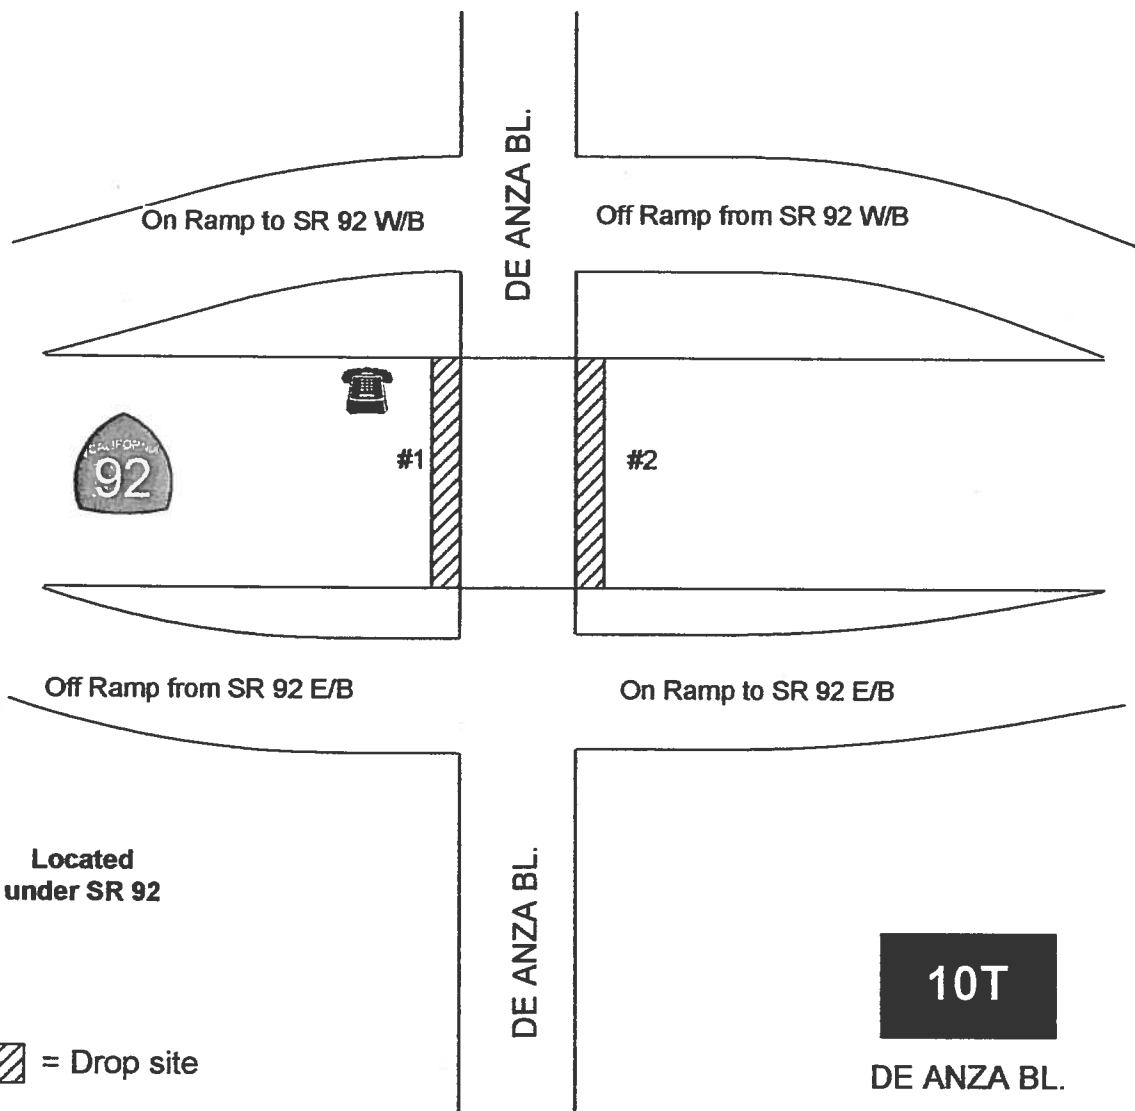 DE ANZA BL.
On Ramp to SR 92 W/B
Off Ramp from SR 92 W/B
CALIFORNIA
92
#1
#2
Off Ramp from SR 92 E/B
On Ramp to SR 92 E/B
Located
under SR 92
DE ANZA BL.
10T
= Drop site
DE ANZA BL.